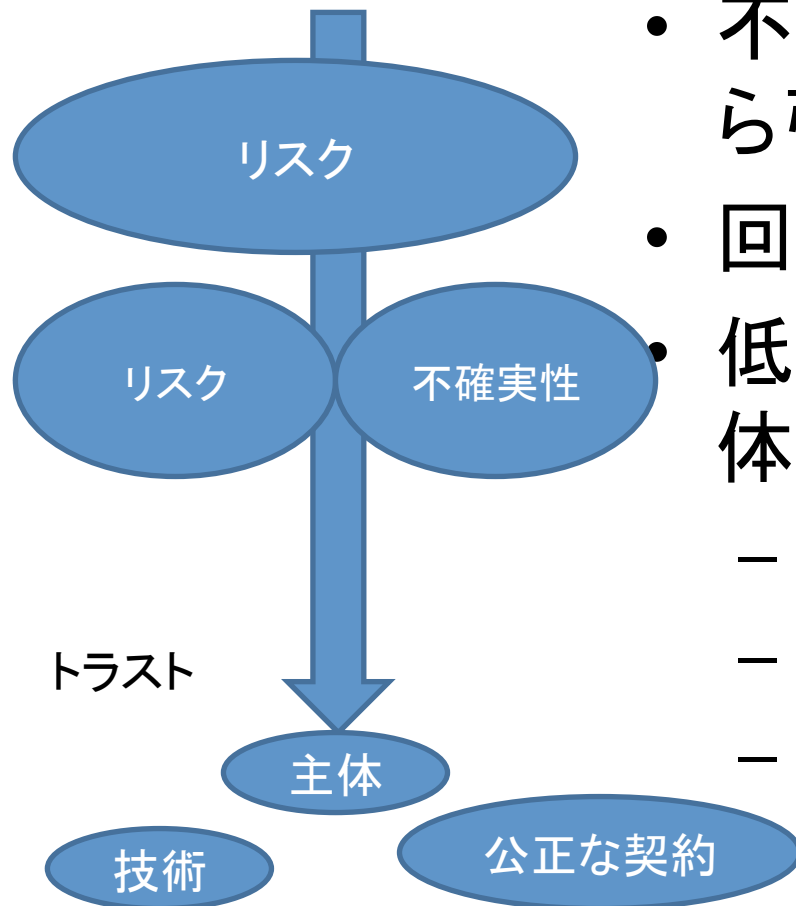 リスク
リスク
不確実性
トラスト
主体
技術
公正な契約
• 不
ら
• 回
• 低
体
–
–
–